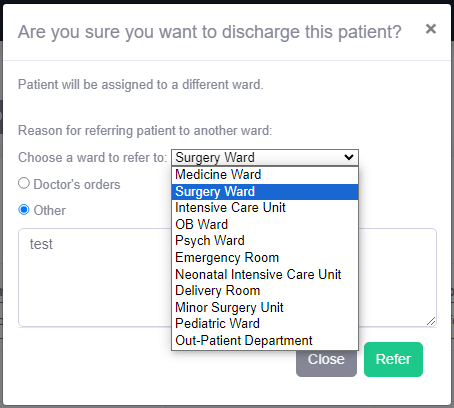 Are you sure you want to discharge this patient? ×
Patient will be assigned to a different ward.
Reason for referring patient to another ward:
Choose a ward to refer to: Surgery Ward
Medicine Ward
Surgery Ward
Intensive Care Unit
OB Ward
Psych Ward
Emergency Room
Neonatal Intensive Care Unit
Delivery Room
Minor Surgery Unit
Pediatric Ward
Out-Patient Department
Doctor's orders
Other
test
Close Refer